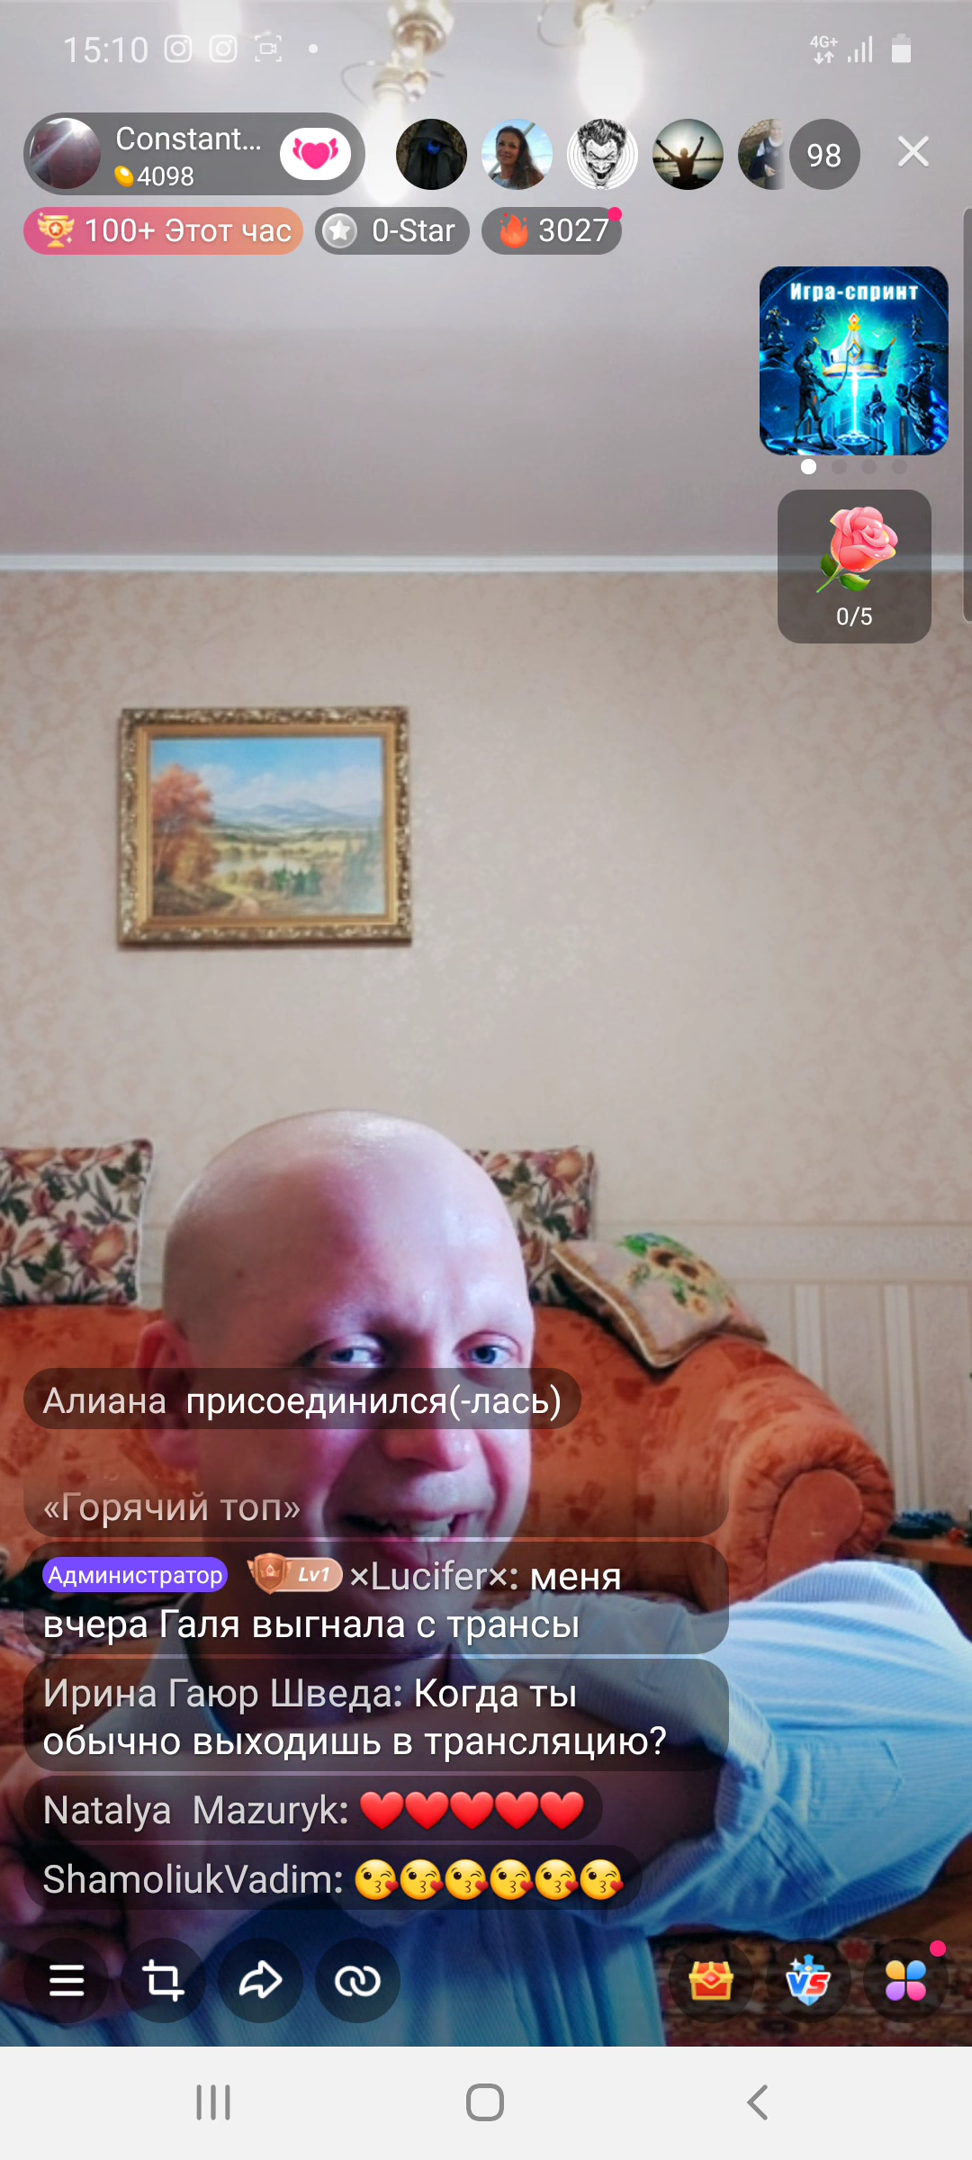 15:10
4G+
Constant...
4098
98
100+ Этот час
0-Star
3027
Игра-спринт
0/5
Алиана присоединился(-лась)
«Горячий топ»
Администратор Lv1 ×Lucifer×: меня
вчера Галя выгнала с трансы
Ирина Гаюр Шведа: Когда ты
обычно выходишь в трансляцию?
Natalya Mazuryk: ❤️❤️❤️❤️❤️
ShamoliukVadim: 😘😘😘😘😘😘
VS